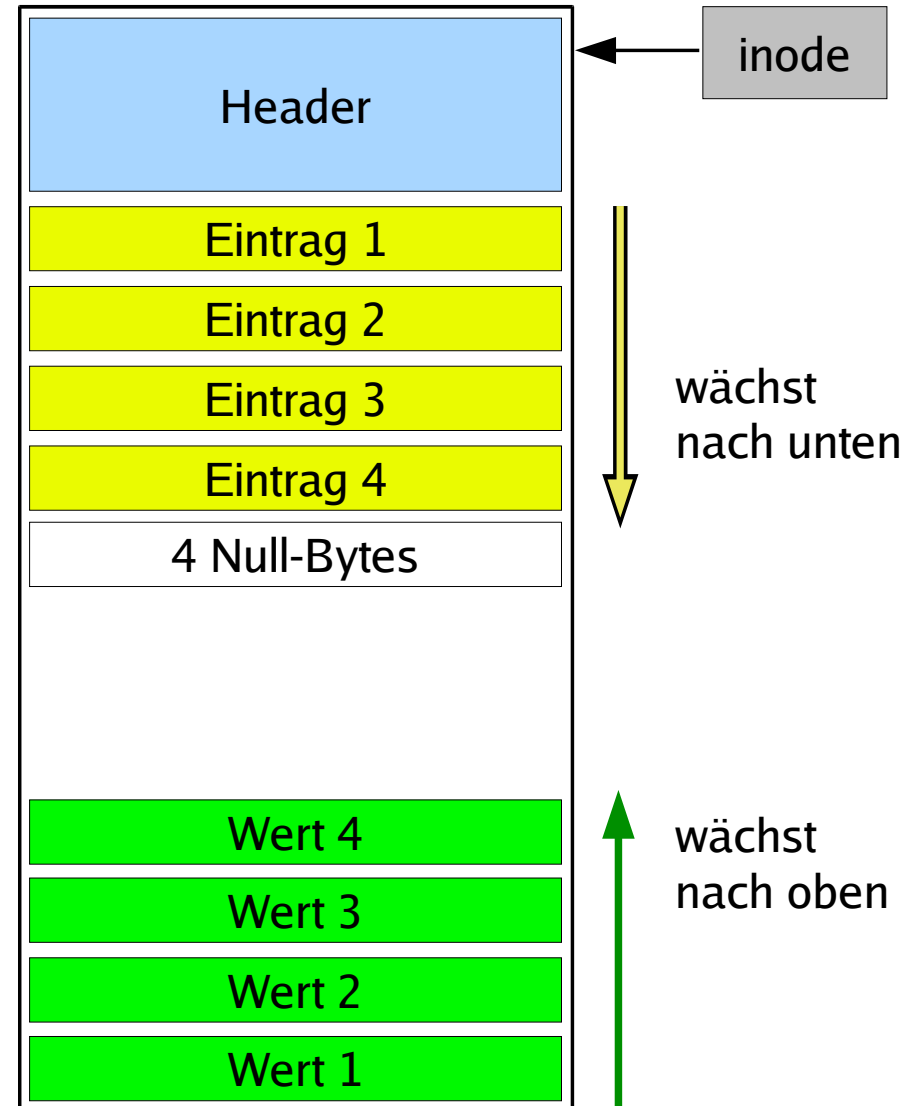 inode
Header
Eintrag 1
Eintrag 2
Eintrag 3
Eintrag 4
wächst
nach unten
4 Null-Bytes
Wert 4
Wert 3
Wert 2
Wert 1
wächst
nach oben